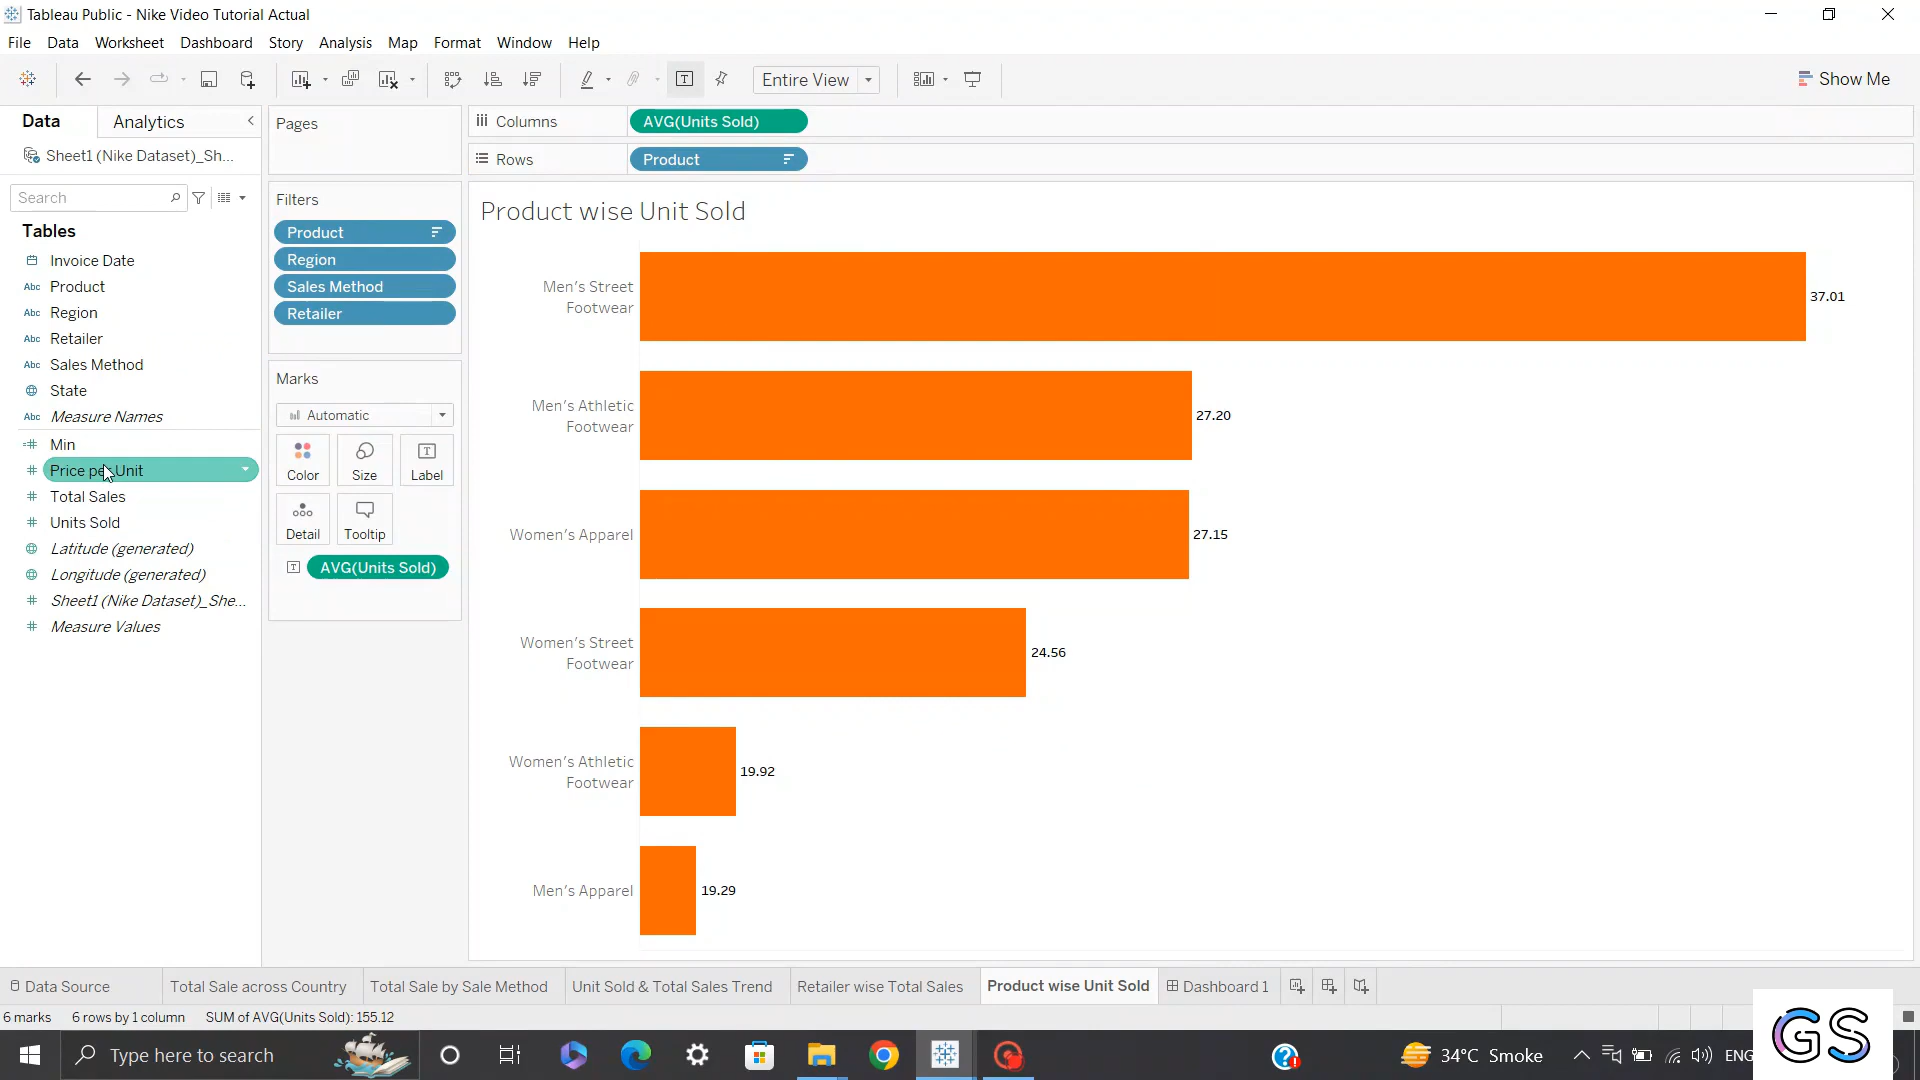 Tableau Public - Nike Video Tutorial Actual
File Data Worksheet Dashboard Story Analysis Map Format Window Help
Entire View
Show Me
Data Analytics
Sheet1 (Nike Dataset)_Sh...
Search
Tables
Invoice Date
Abc Product
Abc Region
Abc Retailer
Abc Sales Method
State
Abc Measure Names
Min
Price per Unit
Total Sales
Units Sold
Latitude (generated)
Longitude (generated)
Sheet1 (Nike Dataset)_She...
Measure Values
Pages
Filters
Product
Region
Sales Method
Retailer
Marks
Automatic
Color Size Label
Detail Tooltip
AVG(Units Sold)
Columns AVG(Units Sold)
Rows Product
Product wise Unit Sold
Men's Street
Footwear
37.01
Men's Athletic
Footwear
27.20
Women's Apparel
27.15
Women's Street
Footwear
24.56
Women's Athletic
Footwear
19.92
Men's Apparel
19.29
Data Source Total Sale across Country Total Sale by Sale Method Unit Sold & Total Sales Trend Retailer wise Total Sales Product wise Unit Sold Dashboard 1
6 marks 6 rows by 1 column SUM of AVG(Units Sold): 155.12
Type here to search
34°C Smoke
ENG
GS